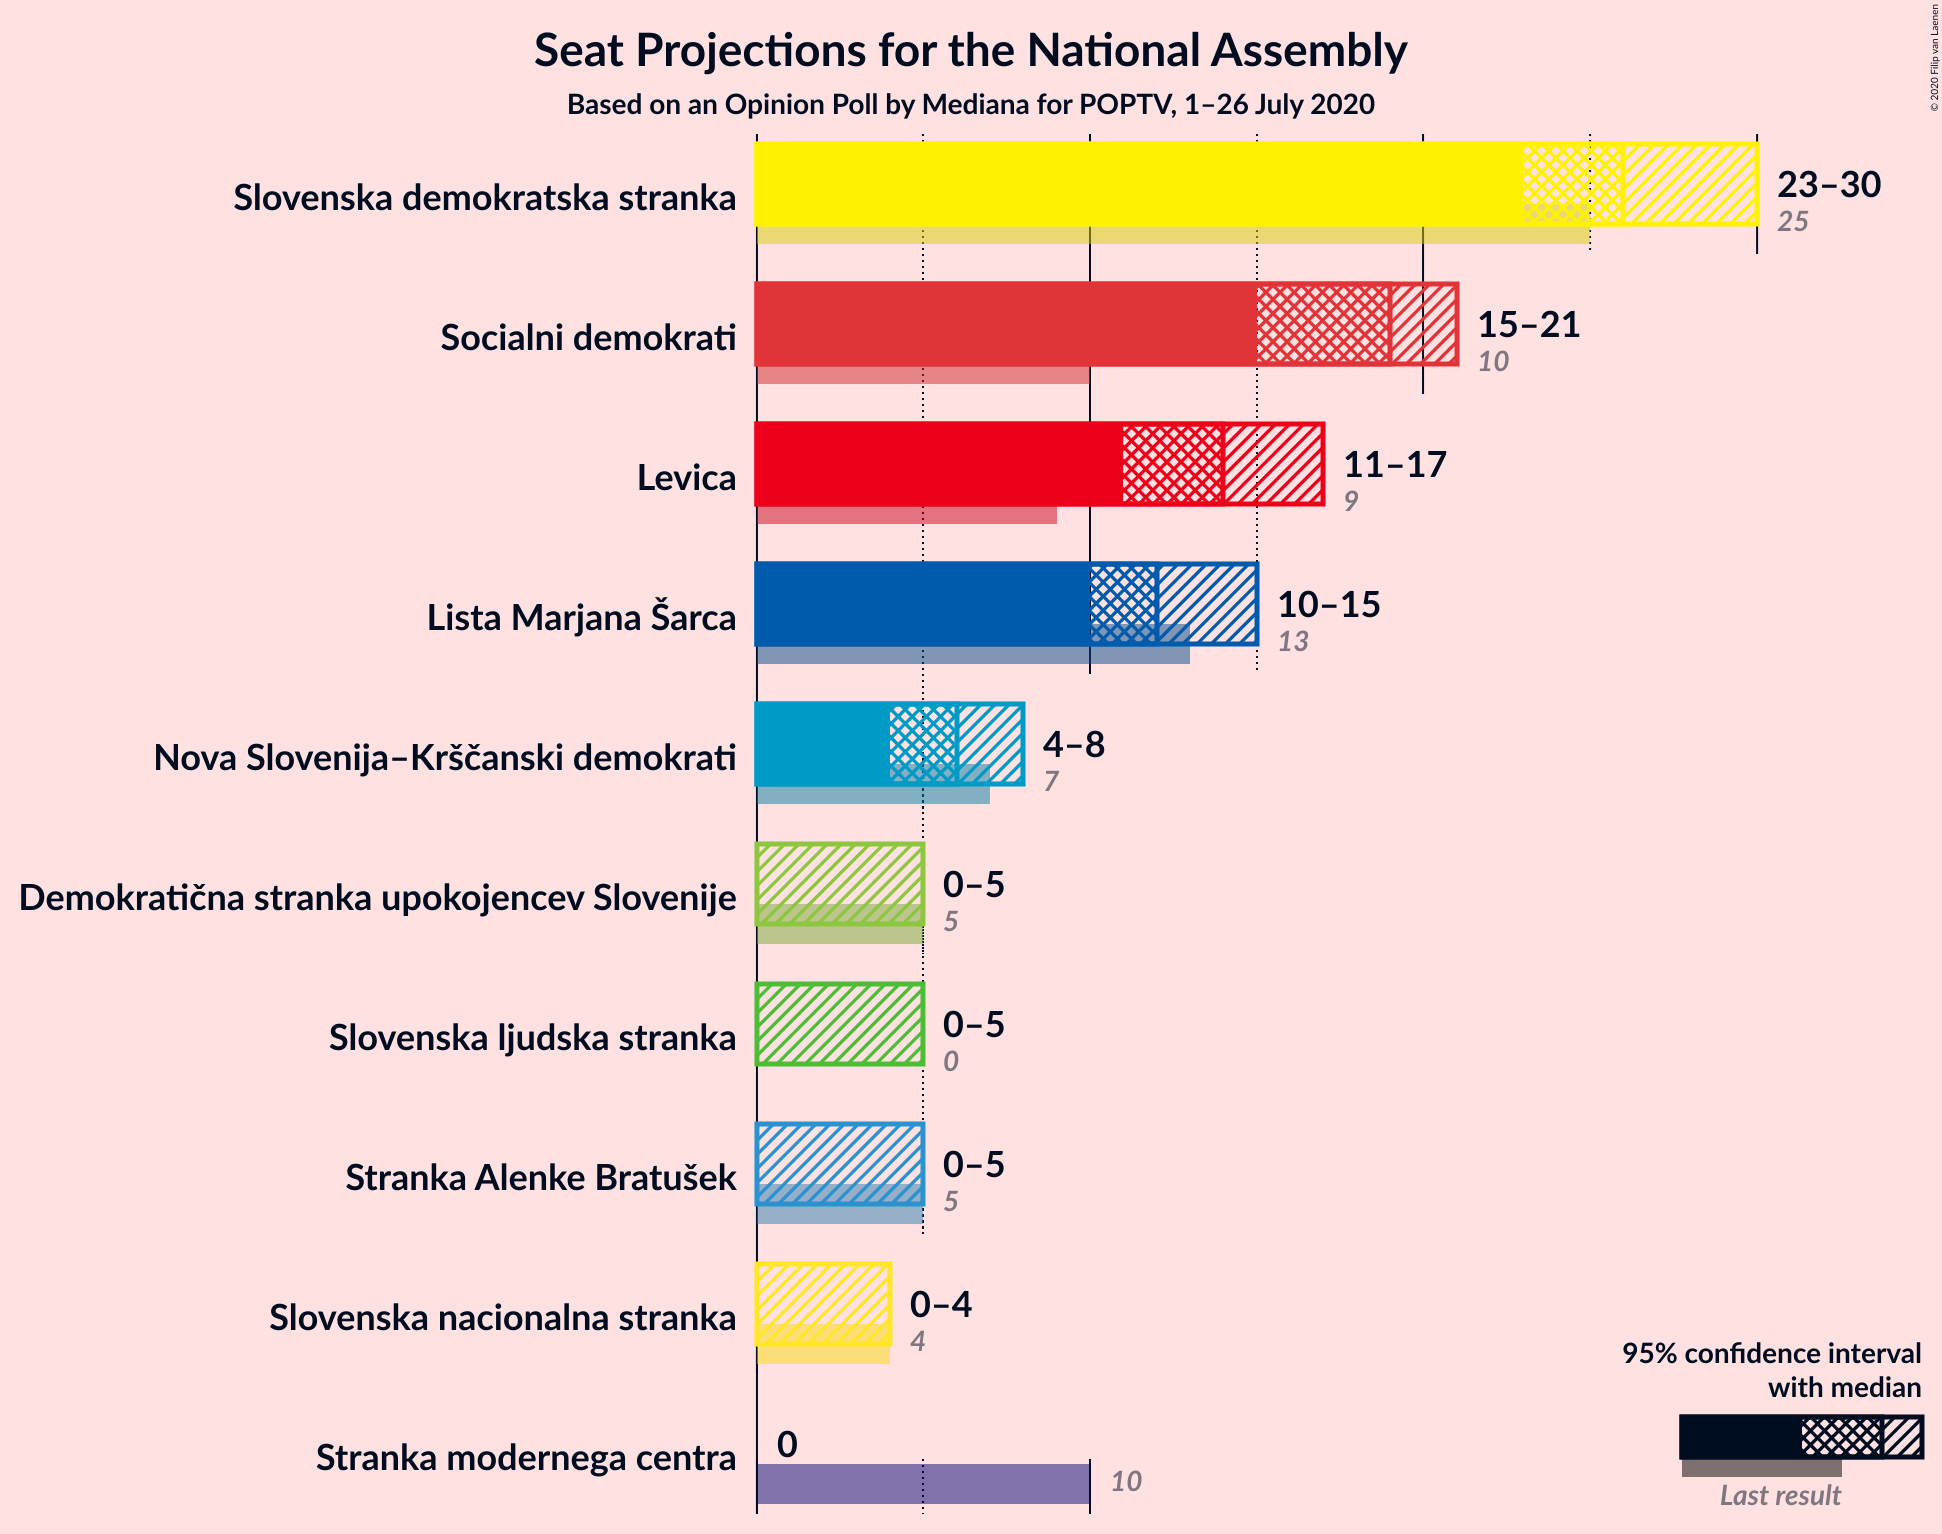 Seat Projections for the National Assembly
Based on an Opinion Poll by Mediana for POPTV, 1–26 July 2020
© 2020 Filip van Laenen
Slovenska demokratska stranka
23–30
25
Socialni demokrati
15–21
10
Levica
11–17
9
Lista Marjana Šarca
10–15
13
Nova Slovenija–Krščanski demokrati
4–8
7
Demokratična stranka upokojencev Slovenije
0–5
5
Slovenska ljudska stranka
0–5
0
Stranka Alenke Bratušek
0–5
5
Slovenska nacionalna stranka
0–4
4
Stranka modernega centra
0
10
95% confidence interval
with median
Last result